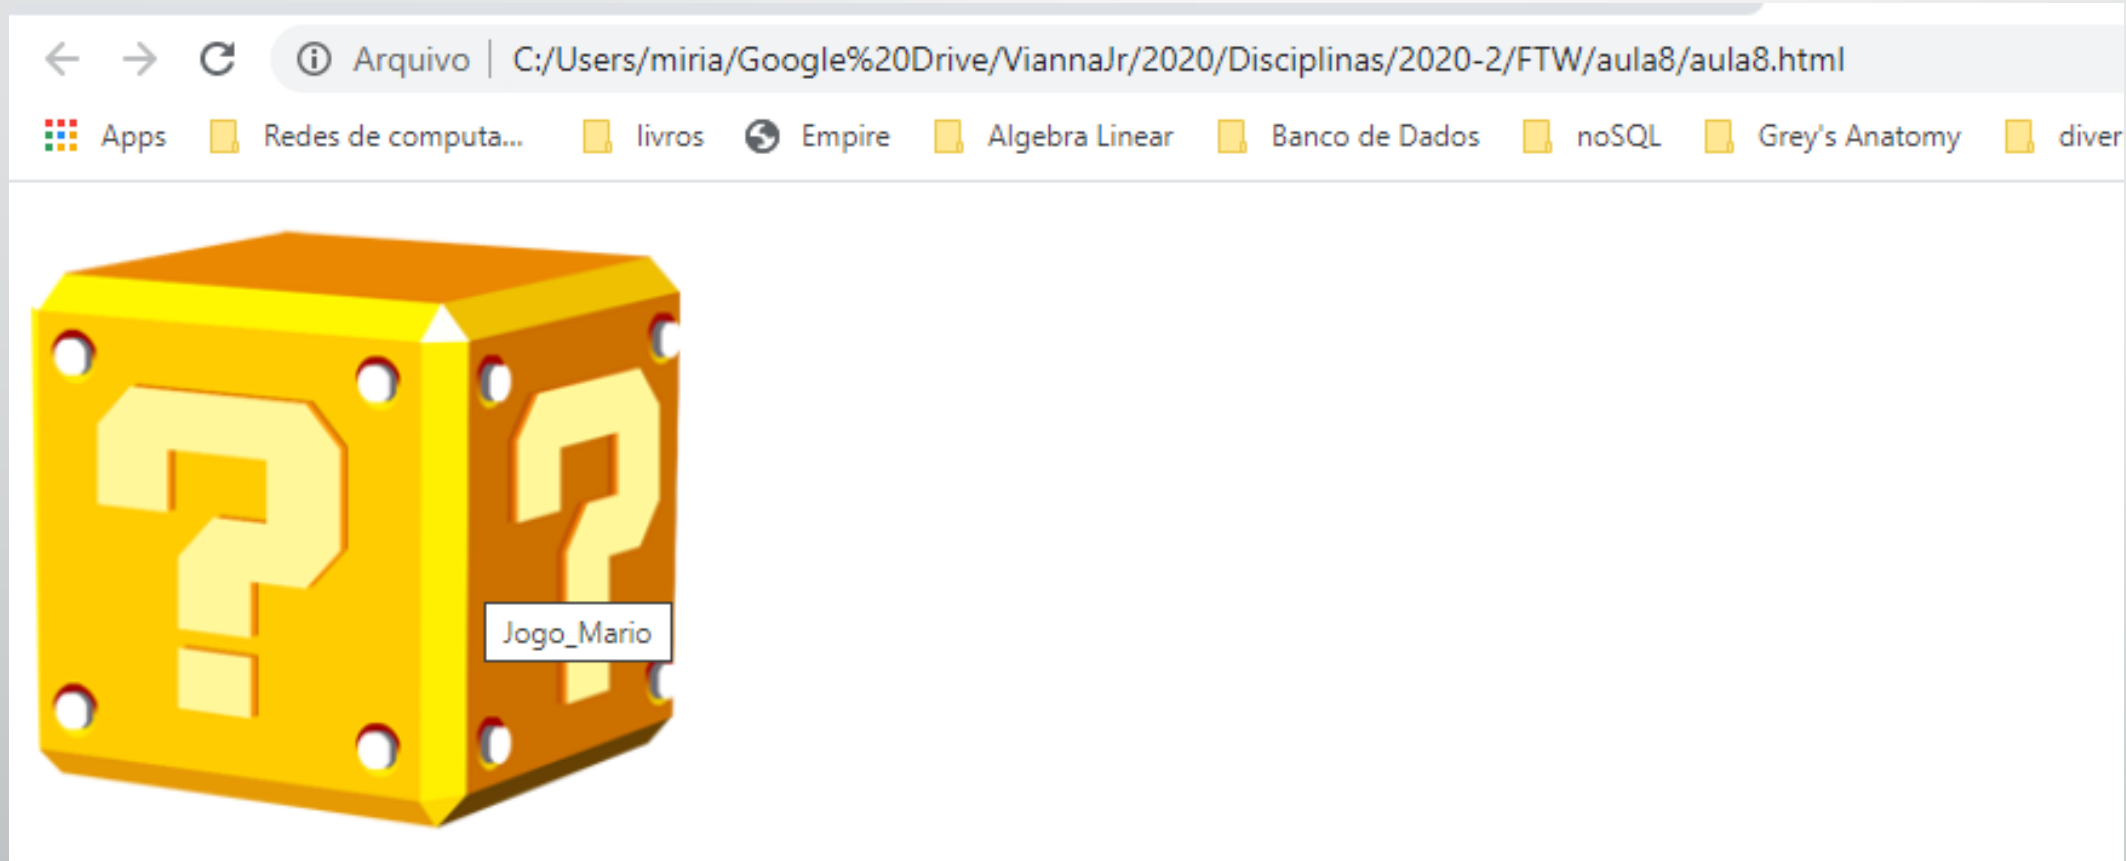 Arquivo | C:/Users/miria/Google%20Drive/ViannaJr/2020/Disciplinas/2020-2/FTW/aula8/aula8.html
Apps Redes de computa... livros Empire Algebra Linear Banco de Dados noSQL Grey's Anatomy diver
? ?
Jogo_Mario